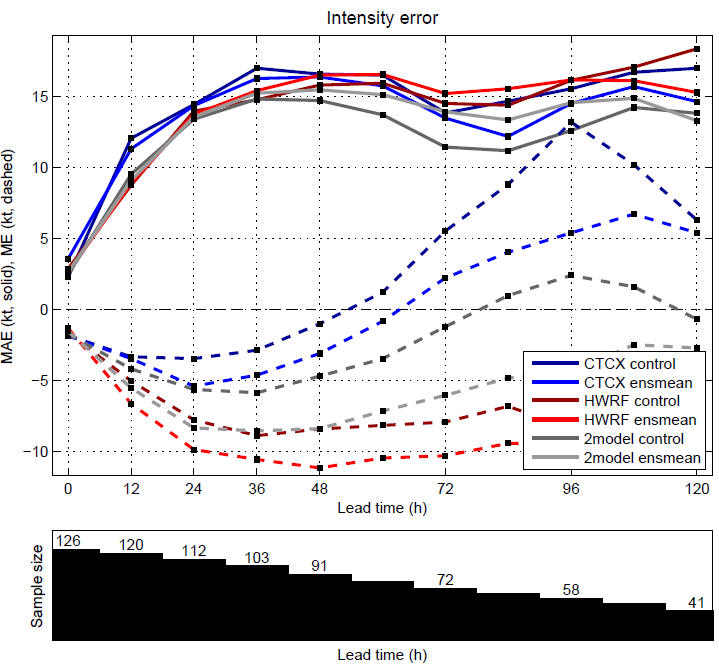 Intensity error
MAE (kt, solid), ME (kt, dashed)
15
10
5
0
−5
−10
CTCX control
CTCX ensmean
HWRF control
HWRF ensmean
2model control
2model ensmean
0 12 24 36 48 72 96 120
Lead time (h)
Sample size
126 120 112 103 91 72 58 41
Lead time (h)